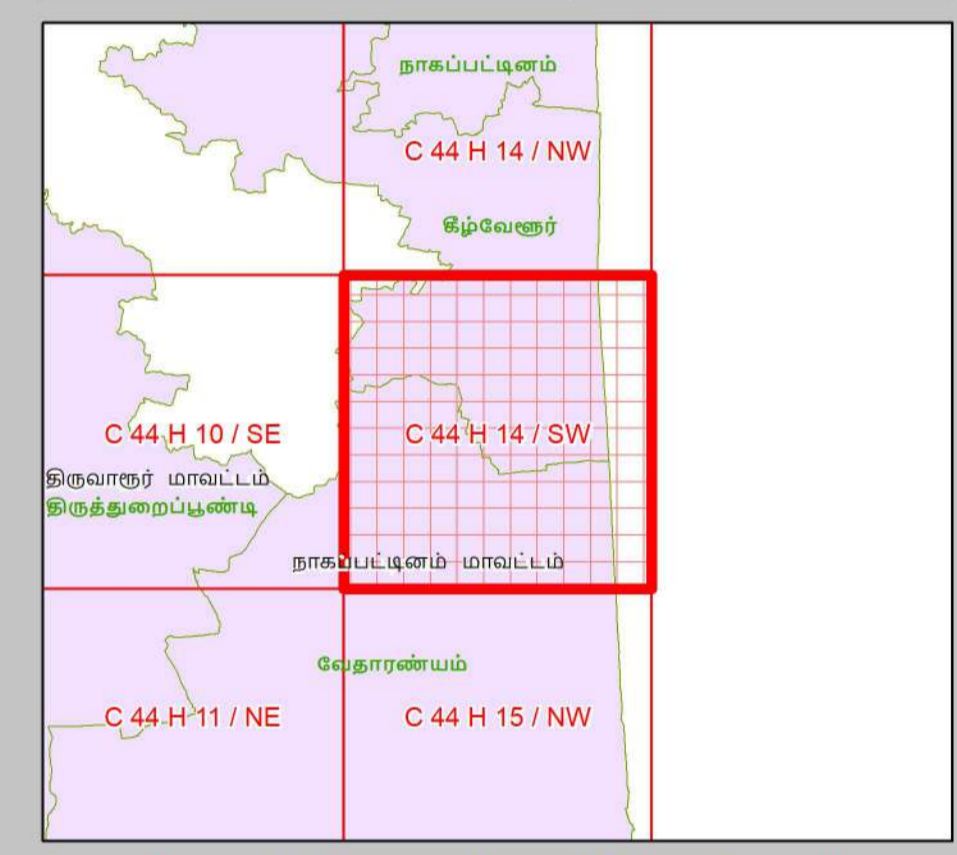 நாகப்பட்டினம்
C 44 H 14 / NW
கீழ்வேளூர்
C 44 H 10 / SE
C 44 H 14 / SW
திருவாரூர் மாவட்டம்
திருத்துறைப்பூண்டி
நாகப்பட்டினம் மாவட்டம்
வேதாரண்யம்
C 44 H 11 / NE
C 44 H 15 / NW